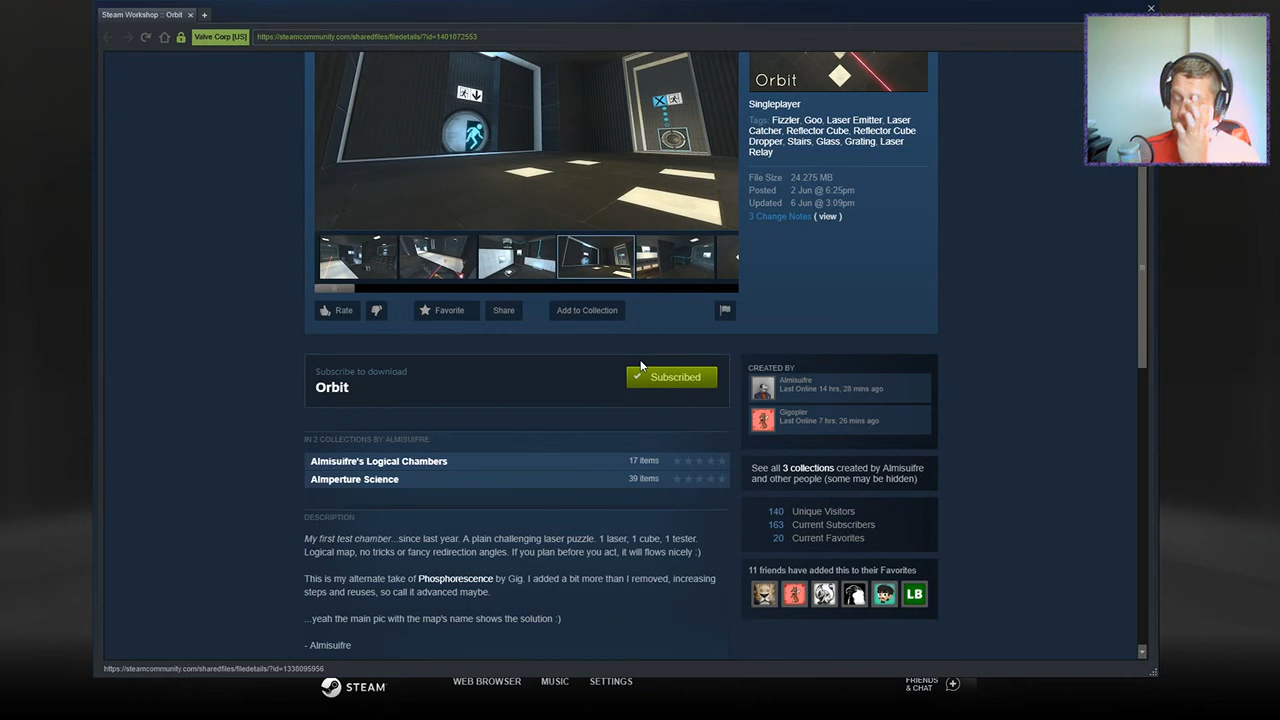 Steam Workshop :: Orbit
Valve Corp [US]
https://steamcommunity.com/sharedfiles/filedetails/?id=1401072553
Orbit
Singleplayer
Tags: Fizzler, Goo, Laser Emitter, Laser
Catcher, Reflector Cube, Reflector Cube
Dropper, Stairs, Glass, Grating, Laser
Relay
File Size 24.275 MB
Posted 2 Jun @ 6:25pm
Updated 6 Jun @ 3:09pm
3 Change Notes ( view )
Rate
Favorite
Share
Add to Collection
Subscribe to download
Orbit
Subscribed
CREATED BY
Almisuifre
Last Online 14 hrs, 28 mins ago
Gigopler
Last Online 7 hrs, 26 mins ago
IN 2 COLLECTIONS BY ALMISUIFRE
Almisuifre's Logical Chambers 17 items
Almperture Science 39 items
See all 3 collections created by Almisuifre
and other people (some may be hidden)
DESCRIPTION
My first test chamber...since last year. A plain challenging laser puzzle. 1 laser, 1 cube, 1 tester.
Logical map, no tricks or fancy redirection angles. If you plan before you act, it will flows nicely :)
This is my alternate take of Phosphorescence by Gig. I added a bit more than I removed, increasing
steps and reuses, so call it advanced maybe.
...yeah the main pic with the map's name shows the solution :)
- Almisuifre
140 Unique Visitors
163 Current Subscribers
20 Current Favorites
11 friends have added this to their Favorites
LB
https://steamcommunity.com/sharedfiles/filedetails/?id=1338095956
STEAM
WEB BROWSER
MUSIC
SETTINGS
FRIENDS
& CHAT